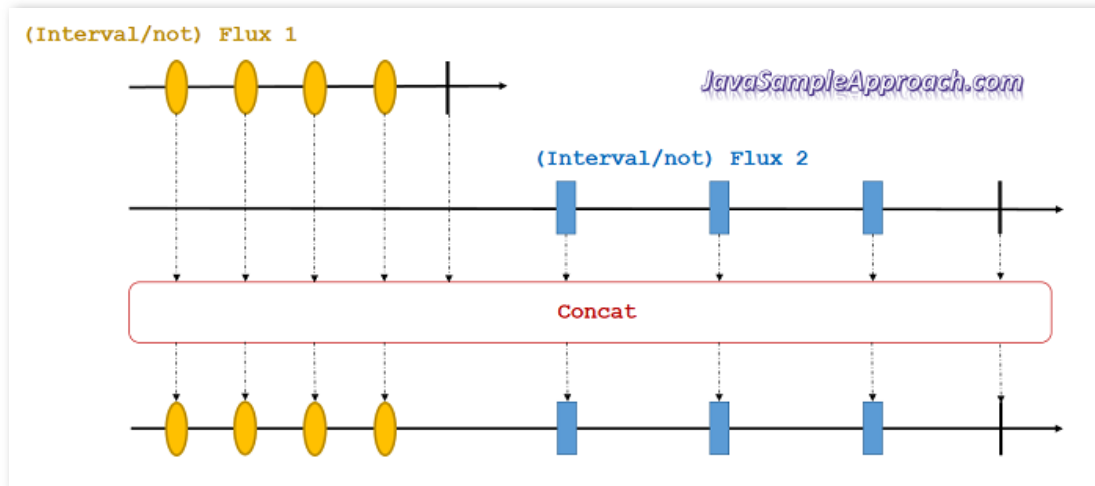 (Interval/not) Flux 1
JavaSampleApproach.com
(Interval/not) Flux 2
Concat